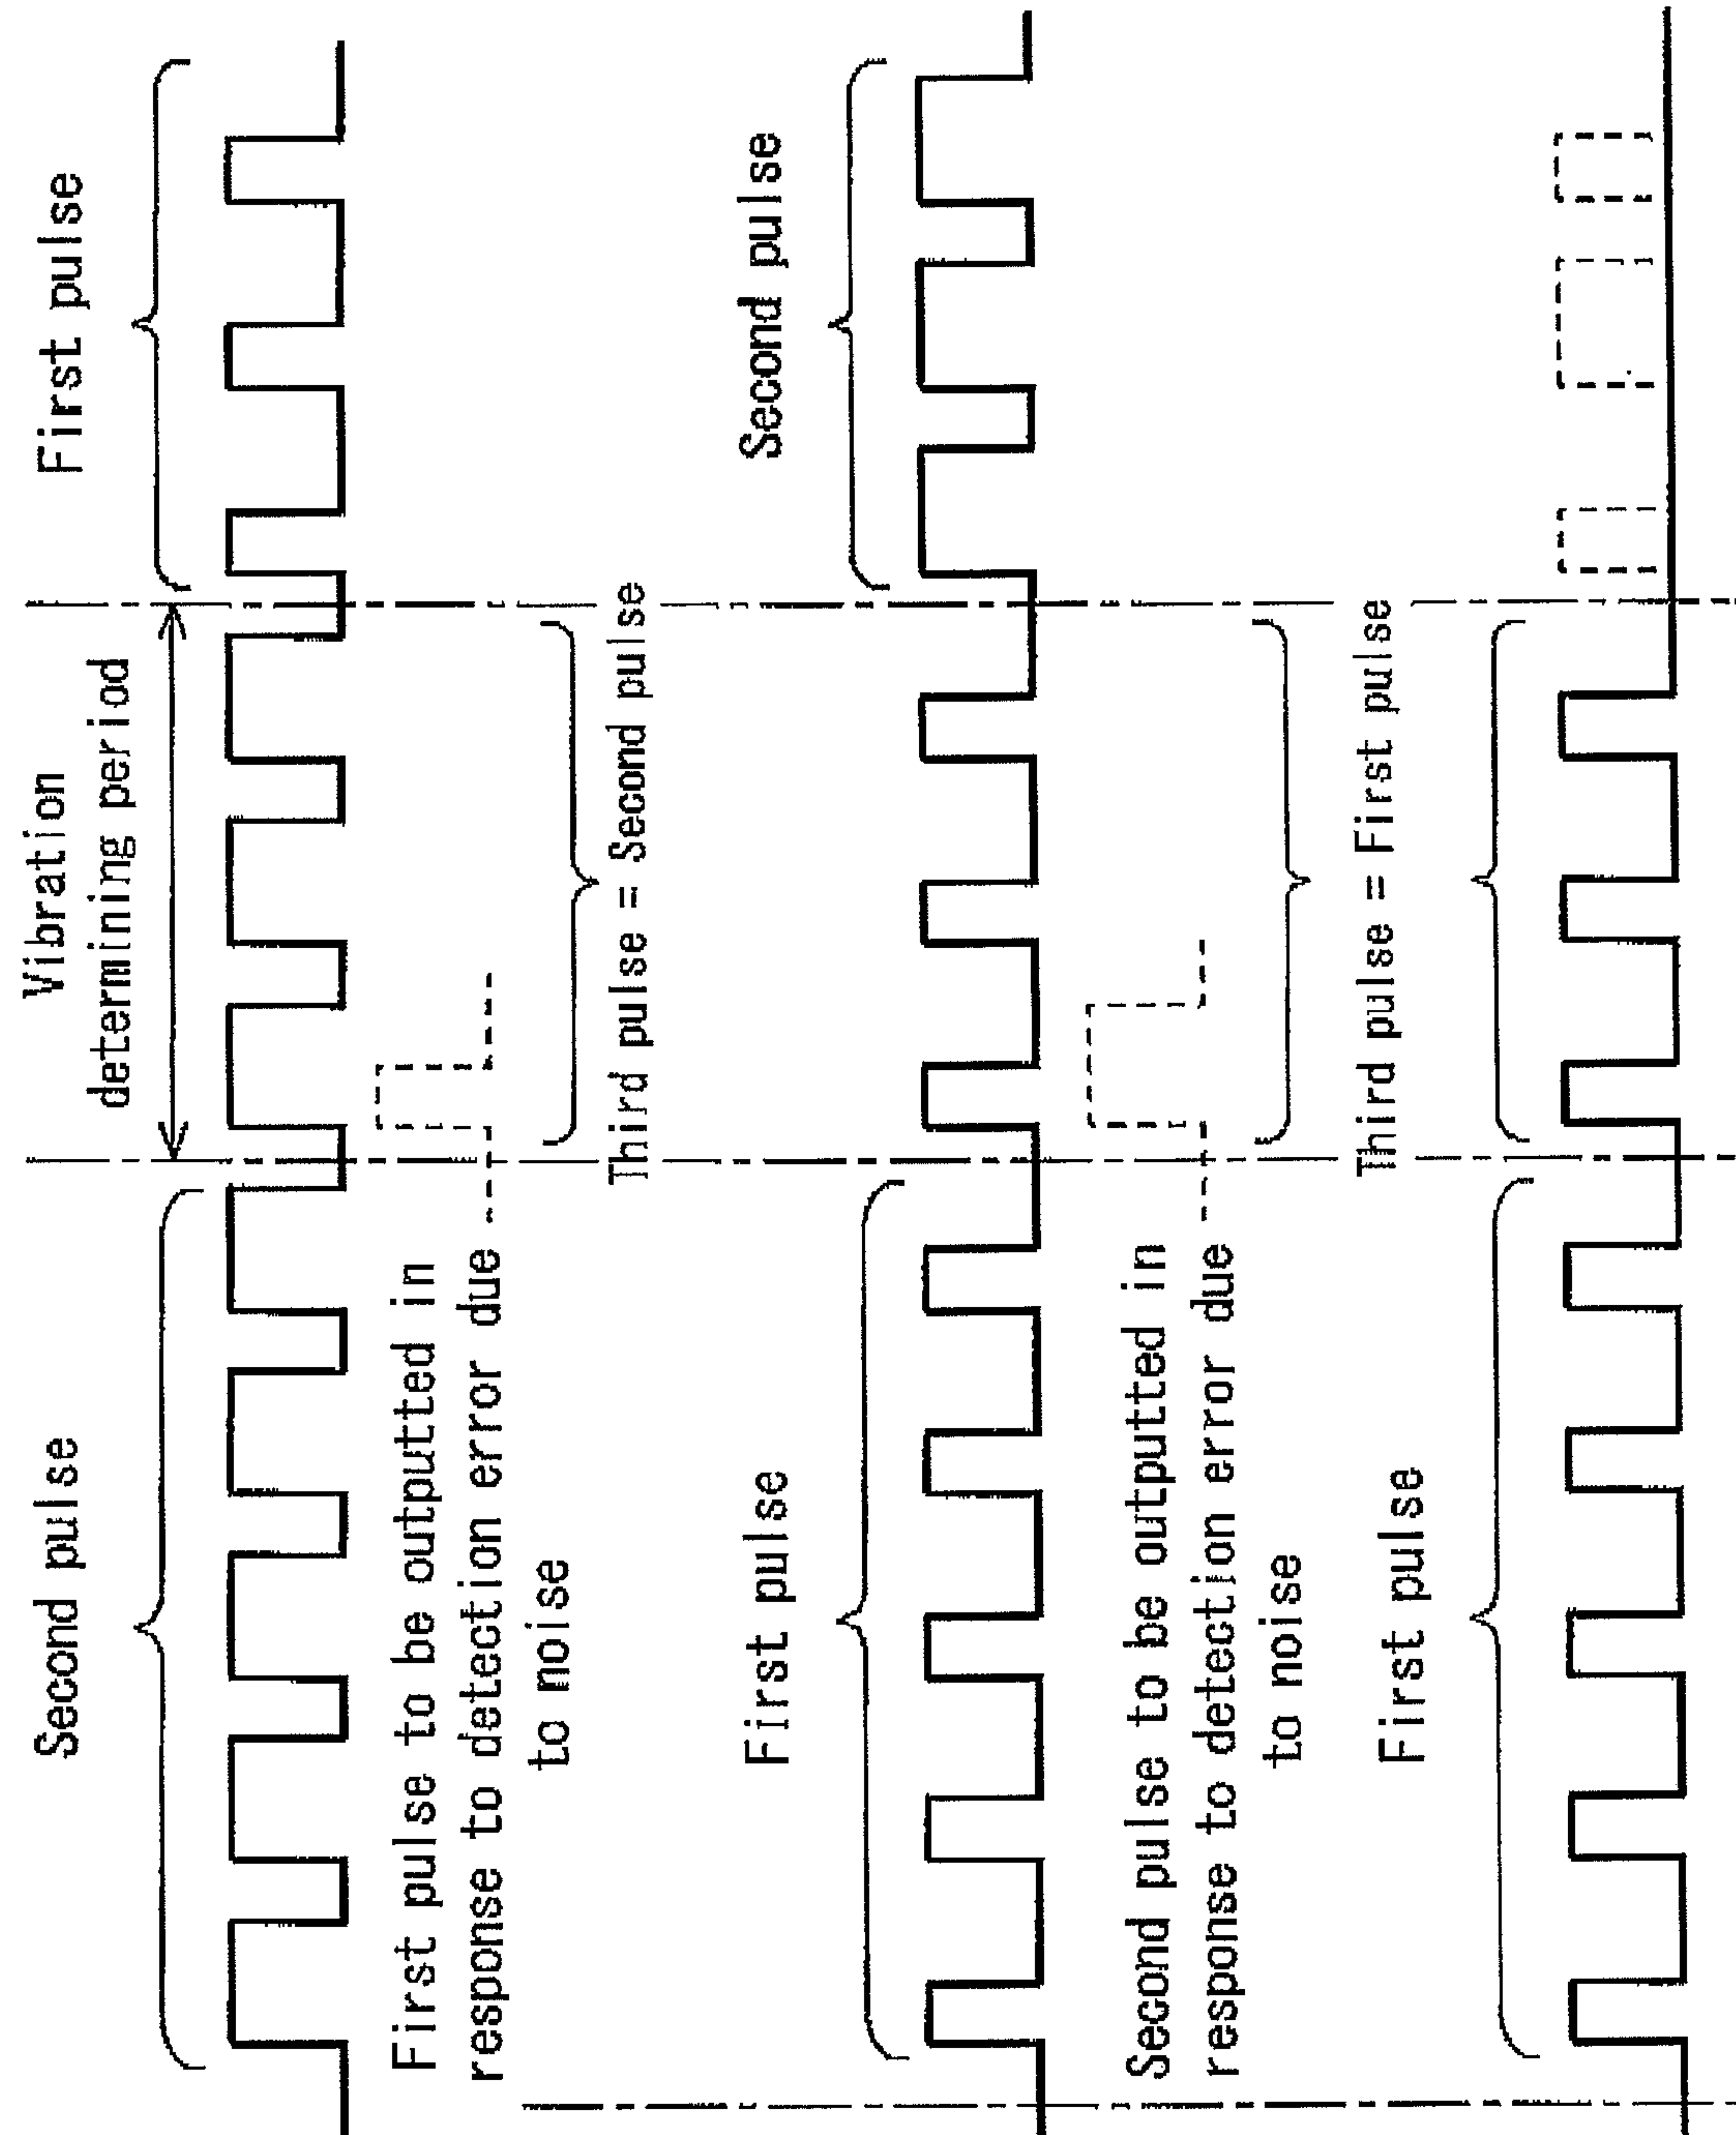 Second pulse
Vibration
determining period
First pulse
First pulse to be outputted in
response to detection error due
to noise
Third pulse = Second pulse
First pulse
Second pulse
Second pulse to be outputted in
response to detection error due
to noise
Third pulse = First pulse
First pulse